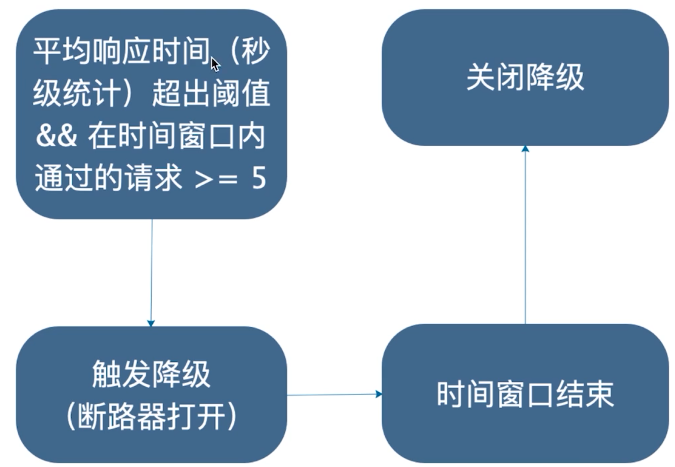 平均响应时间（秒
级统计）超出阈值
&& 在时间窗口内
通过的请求 >= 5
关闭降级
触发降级
（断路器打开）
时间窗口结束